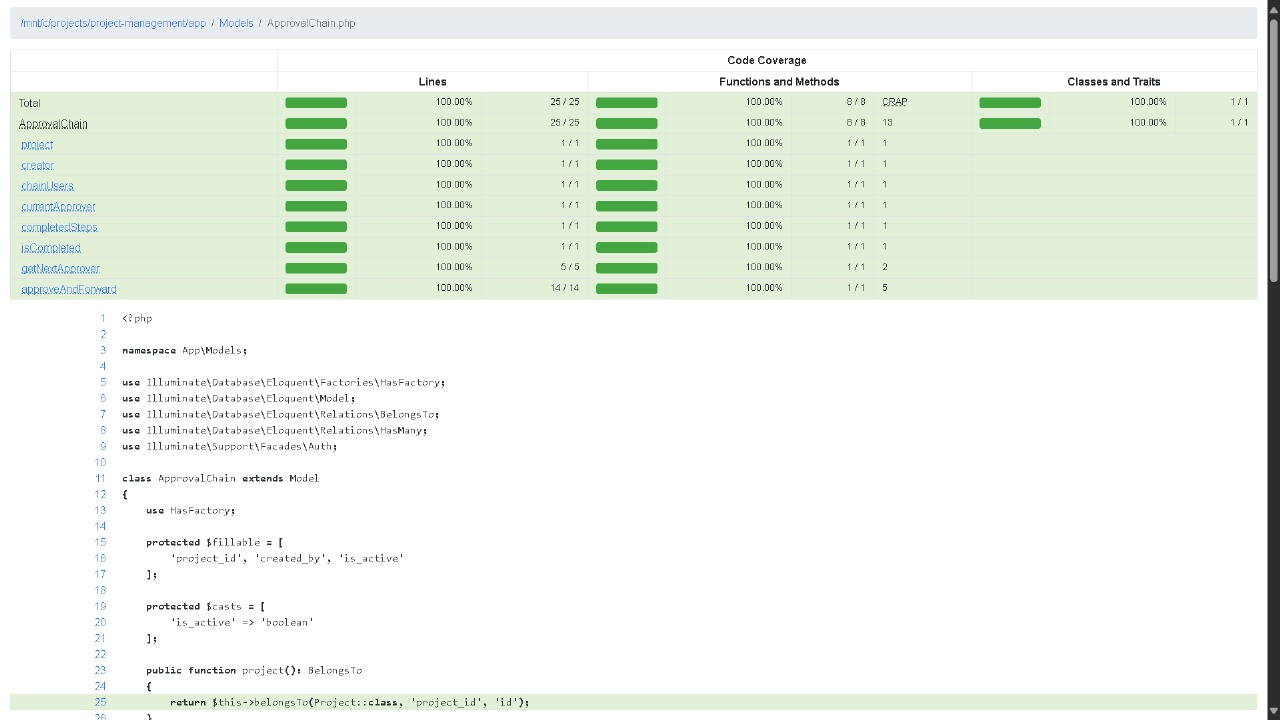 /mnt/c/projects/project-management/app / Models / ApprovalChain.php
Code Coverage
Lines Functions and Methods Classes and Traits
Total 100.00% 25 / 25 100.00% 8 / 8 CRAP 100.00% 1 / 1
ApprovalChain 100.00% 25 / 25 100.00% 8 / 8 13 100.00% 1 / 1
project 100.00% 1 / 1 100.00% 1 / 1 1
creator 100.00% 1 / 1 100.00% 1 / 1 1
chainUsers 100.00% 1 / 1 100.00% 1 / 1 1
currentApprover 100.00% 1 / 1 100.00% 1 / 1 1
completedSteps 100.00% 1 / 1 100.00% 1 / 1 1
isCompleted 100.00% 1 / 1 100.00% 1 / 1 1
getNextApprover 100.00% 5 / 5 100.00% 1 / 1 2
approveAndForward 100.00% 14 / 14 100.00% 1 / 1 5
1 <?php
2
3 namespace App\Models;
4
5 use Illuminate\Database\Eloquent\Factories\HasFactory;
6 use Illuminate\Database\Eloquent\Model;
7 use Illuminate\Database\Eloquent\Relations\BelongsTo;
8 use Illuminate\Database\Eloquent\Relations\HasMany;
9 use Illuminate\Support\Facades\Auth;
10
11 class ApprovalChain extends Model
12 {
13 use HasFactory;
14
15 protected $fillable = [
16 'project_id', 'created_by', 'is_active'
17 ];
18
19 protected $casts = [
20 'is_active' => 'boolean'
21 ];
22
23 public function project(): BelongsTo
24 {
25 return $this->belongsTo(Project::class, 'project_id', 'id');
26 }